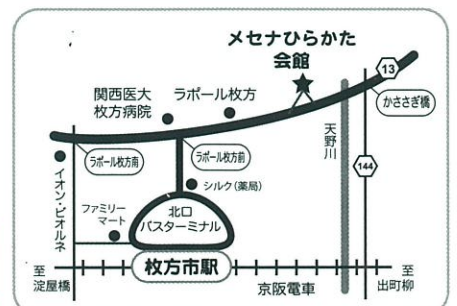 メセナひらかた
会館
13
関西医大
枚方病院
ラポール枚方
かささぎ橋
ラポール枚方南
ラポール枚方前
天野川
144
イオン・ビオルネ
シルク(薬局)
ファミリー
マート
北口
バスターミナル
至
淀屋橋
枚方市駅
京阪電車
至
出町柳